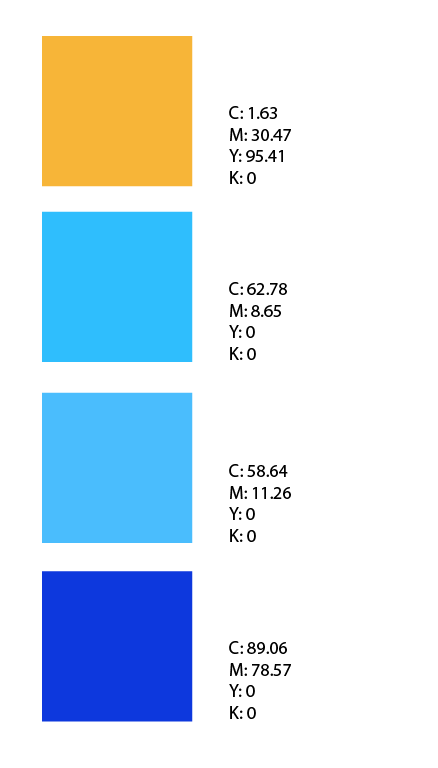 C: 1.63
M: 30.47
Y: 95.41
K: 0
C: 62.78
M: 8.65
Y: 0
K: 0
C: 58.64
M: 11.26
Y: 0
K: 0
C: 89.06
M: 78.57
Y: 0
K: 0